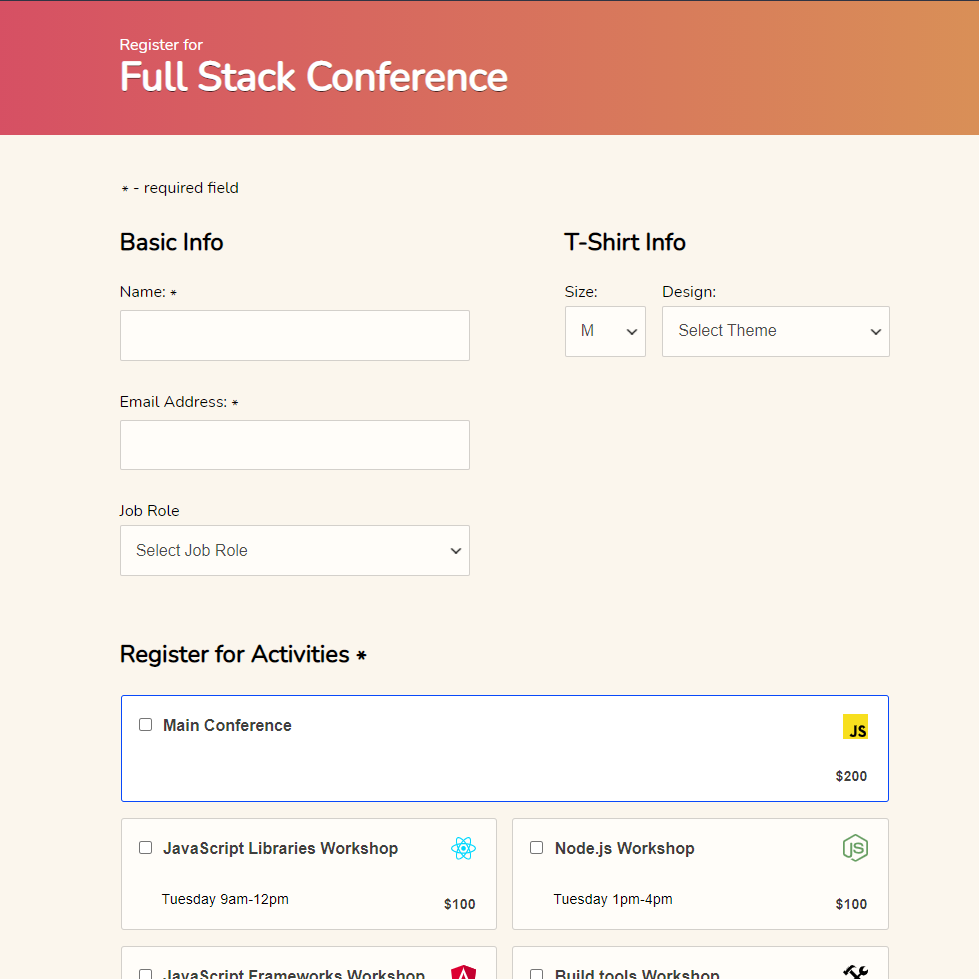 Register for
Full Stack Conference
* - required field
Basic Info
Name: *
Email Address: *
Job Role
Select Job Role
T-Shirt Info
Size:
Design:
M
Select Theme
Register for Activities *
Main Conference
JS
$200
JavaScript Libraries Workshop
Tuesday 9am-12pm
$100
Node.js Workshop
JS
Tuesday 1pm-4pm
$100
JavaScript Frameworks Workshop
Build tools Workshop